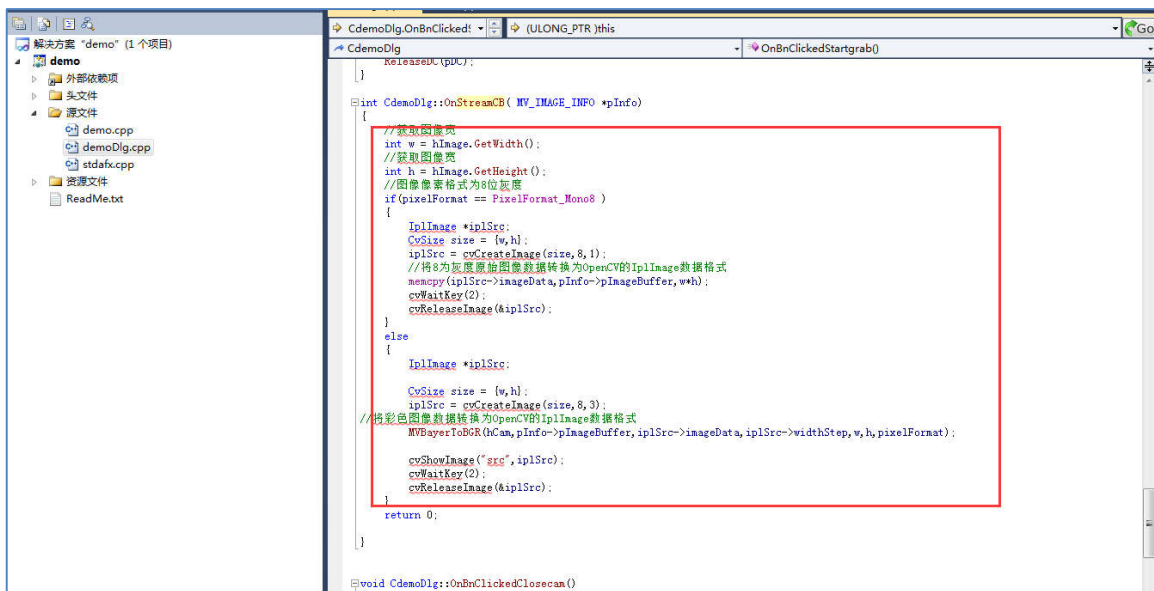 解决方案 "demo" (1 个项目)
demo
外部依赖项
头文件
源文件
demo.cpp
demoDlg.cpp
stdafx.cpp
资源文件
ReadMe.txt
CdemoDlg.OnBnClicked
(ULONG_PTR )this
Go
CdemoDlg
OnBnClickedStartgrab()
ReleaseDC(pDC);
}
int CdemoDlg::OnStreamCB( MV_IMAGE_INFO *pInfo)
{
//获取图像宽
int w = hImage.GetWidth();
//获取图像宽
int h = hImage.GetHeight();
//图像像素格式为8位灰度
if(pixelFormat == PixelFormat_Mono8 )
{
IplImage *iplSrc;
CvSize size = {w,h};
iplSrc = cvCreateImage(size,8,1);
//将8为灰度原始图像数据转换为OpenCV的IplImage数据格式
memcpy(iplSrc->imageData,pInfo->pImageBuffer,w*h);
cvWaitKey(2);
cvReleaseImage(&iplSrc);
}
else
{
IplImage *iplSrc;
CvSize size = {w,h};
iplSrc = cvCreateImage(size,8,3);
//将彩色图像数据转换为OpenCV的IplImage数据格式
MVBayerToBGR(hCam,pInfo->pImageBuffer,iplSrc->imageData,iplSrc->widthStep,w,h,pixelFormat);
cvShowImage("src",iplSrc);
cvWaitKey(2);
cvReleaseImage(&iplSrc);
}
return 0;
}
void CdemoDlg::OnBnClickedClosecam()